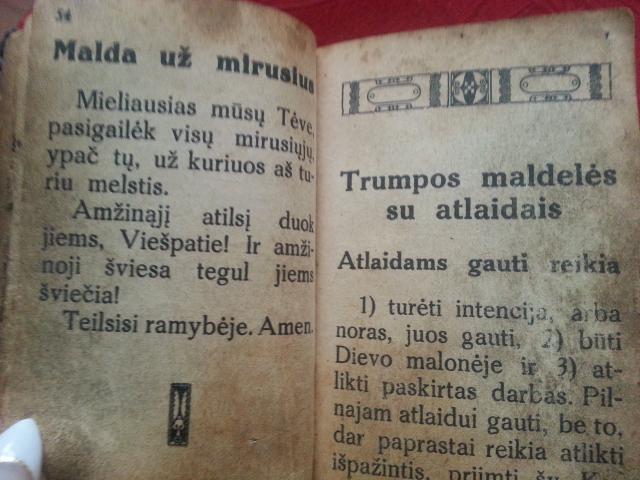 54
Malda už mirusius
Mieliausias mūsų Tėve,
pasigailėk visų mirusiųjų,
ypač tų, už kuriuos aš tu-
riu melstis.
Amžinąjį atilsį duok
jiems, Viešpatie! Ir amži-
noji šviesa tegul jiems
šviečia!
Teilsisi ramybėje. Amen.
Trumpos maldelės
su atlaidais
Atlaidams gauti reikia
1) turėti intenciją, arba
noras, juos gauti, 2) būti
Dievo malonėje ir 3) at-
likti paskirtas darbas. Pil-
najam atlaidui gauti, be to,
dar paprastai reikia atlikti
išpažintis, priimti šv.